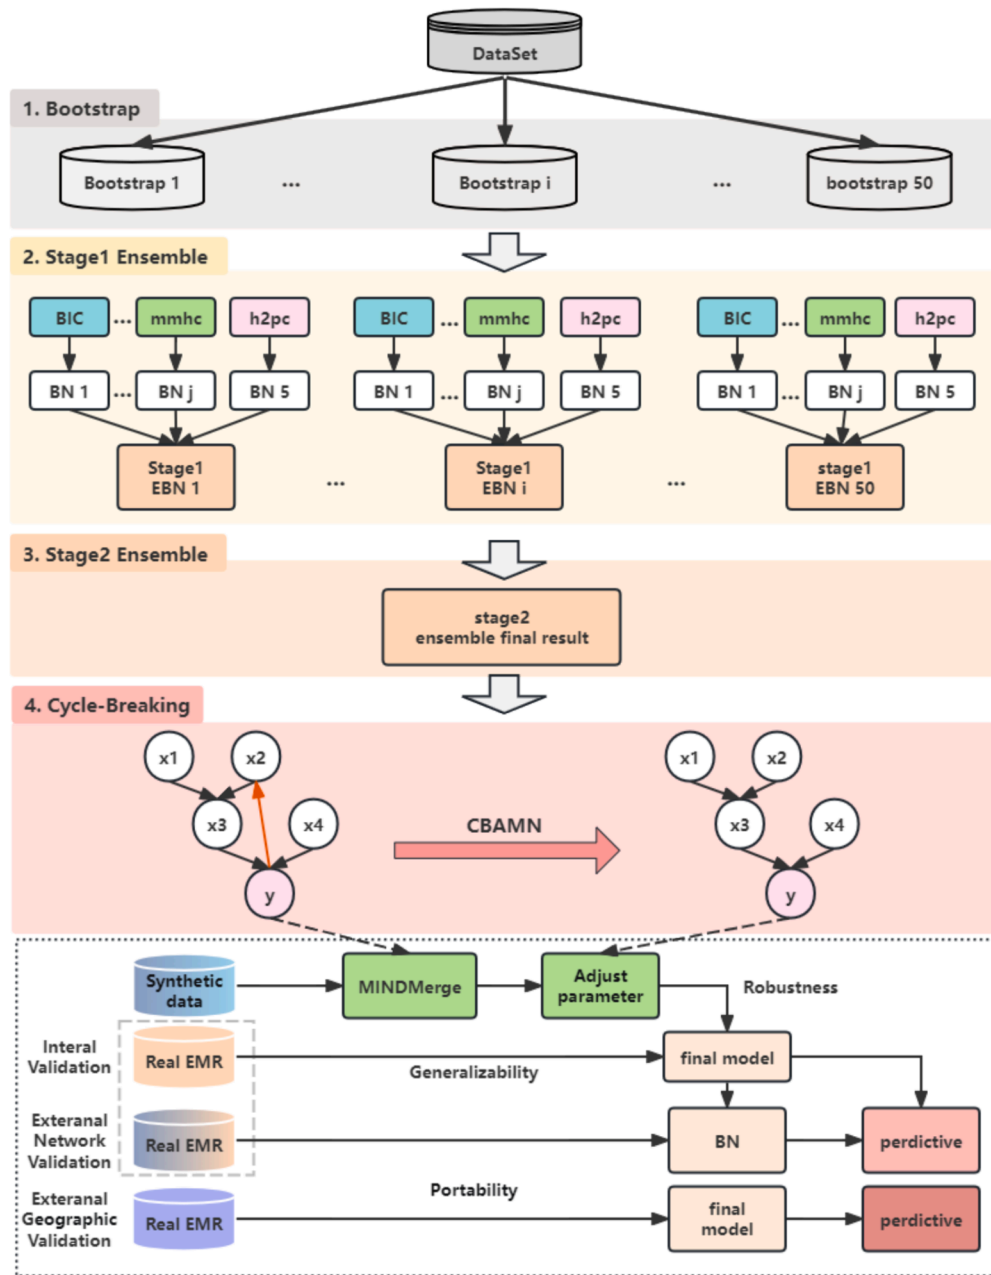 DataSet
1. Bootstrap
Bootstrap 1
...
Bootstrap i
...
bootstrap 50
2. Stage1 Ensemble
BIC ... mmhc h2pc BIC ... mmhc h2pc BIC ... mmhc h2pc
BN 1 ... BN j BN 5 BN 1 ... BN j BN 5 BN 1 ... BN j BN 5
Stage1
EBN 1
...
Stage1
EBN i
...
stage1
EBN 50
3. Stage2 Ensemble
stage2
ensemble final result
4. Cycle-Breaking
x1 x2 x1 x2
x3 x4 CBAMN x3 x4
y y
Synthetic
data
MINDMerge
Adjust
parameter
Robustness
Interal
Validation
Real EMR
Generalizability
final model
Exteranal
Network
Validation
Real EMR
BN
perdictive
Exteranal
Geographic
Validation
Real EMR
Portability
final
model
perdictive